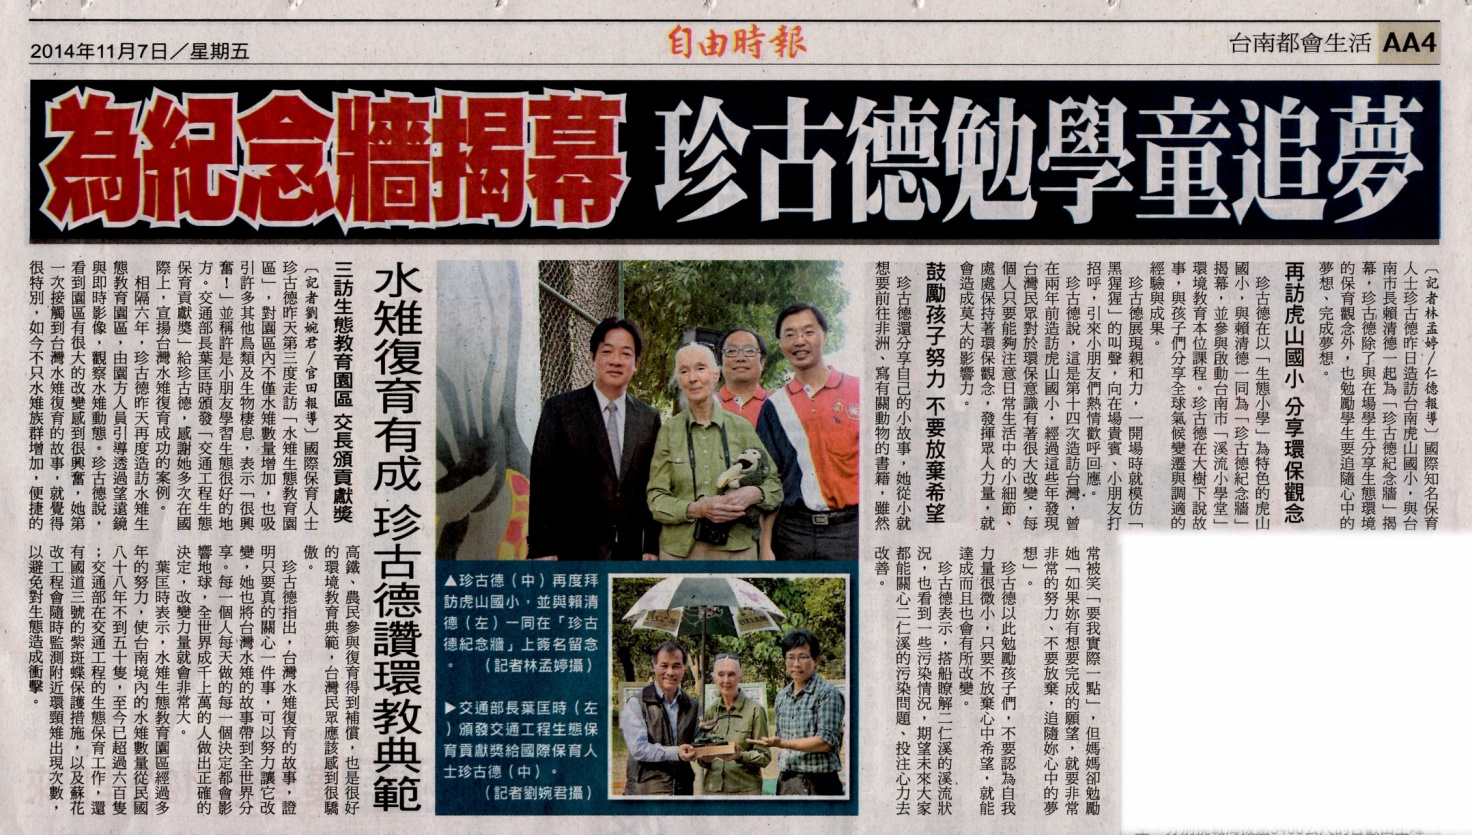 2014年11月7日／星期五
自由時報
台南都會生活 AA4
為紀念牆揭幕 珍古德勉學童追夢
〔記者林孟婷／仁德報導〕國際知名保育
人士珍古德昨日造訪台南虎山國小，與台
南市長賴清德一起為「珍古德紀念牆」揭
幕，珍古德除了與在場學生分享生態環境
的保育觀念外，也勉勵學生要追隨心中的
夢想、完成夢想。
再訪虎山國小 分享環保觀念
珍古德在以「生態小學」為特色的虎山
國小，與賴清德一同為「珍古德紀念牆」
揭幕，並參與啟動台南市「溪流小學堂」
環境教育本位課程。珍古德在大樹下說故
事，與孩子們分享全球氣候變遷與調適的
經驗與成果。
珍古德展現親和力，一開場時就模仿「
黑猩猩」的叫聲，向在場貴賓、小朋友打
招呼，引來小朋友們熱情歡呼回應。
珍古德說，這是第十四次造訪台灣，曾
在兩年前造訪虎山國小，經過這些年發現
台灣民眾對於環保意識有著很大改變，每
個人只要能夠注意日常生活中的小細節、
處處保持著環保觀念，發揮眾人力量，就
會造成莫大的影響力。
鼓勵孩子努力 不要放棄希望
珍古德還分享自己的小故事，她從小就
想要前往非洲、寫有關動物的書籍，雖然
常被笑「要我實際一點」，但媽媽卻勉勵
她「如果妳有想要完成的願望，就要非常
非常的努力、不要放棄，追隨妳心中的夢
想」。
珍古德以此勉勵孩子們，不要認為自我
力量很微小，只要不放棄心中希望，就能
達成而且也會有所改變。
珍古德表示，搭船瞭解二仁溪的溪流狀
況，也看到一些污染情況，期望未來大家
都能關心二仁溪的污染問題、投注心力去
改善。
▲珍古德（中）再度拜
訪虎山國小，並與賴清
德（左）一同在「珍古
德紀念牆」上簽名留念
。（記者林孟婷攝）
▶交通部長葉匡時（左
）頒發交通工程生態保
育貢獻獎給國際保育人
士珍古德（中）。
（記者劉婉君攝）
水雉復育有成 珍古德讚環教典範
三訪生態教育園區 交長頒貢獻獎
〔記者劉婉君／官田報導〕國際保育人士
珍古德昨天第三度走訪「水雉生態教育園
區」，對園區內不僅水雉數量增加，也吸
引許多其他鳥類及生物棲息，表示「很興
奮！」並稱許是小朋友學習生態很好的地
方。交通部長葉匡時頒發「交通工程生態
保育貢獻獎」給珍古德，感謝她多次在國
際上，宣揚台灣水雉復育成功的案例。
相隔六年，珍古德昨天再度造訪水雉生
態教育園區，由園方人員引導透過望遠鏡
與即時影像，觀察水雉動態。珍古德說，
看到園區有很大的改變感到很興奮，她第
一次接觸到台灣水雉復育的故事，就覺得
很特別，如今不只水雉族群增加，便捷的
高鐵、農民參與復育得到補償，也是很好
的環境教育典範，台灣民眾應該感到很驕
傲。
珍古德指出，台灣水雉復育的故事，證
明只要真的關心一件事，可以努力讓它改
變，她也將台灣水雉的故事帶到全世界分
享。每一個人每天做的每一個決定都會影
響地球，全世界成千上萬的人做出正確的
決定，改變力量就會非常大。
葉匡時表示，水雉生態教育園區經過多
年的努力，使台南境內的水雉數量從民國
八十八年不到五十隻，至今已超過六百隻
；交通部在交通工程的生態保育工作，還
有國道三號的紫斑蝶保護措施，以及蘇花
改工程會隨時監測附近環頸雉出現次數，
以避免對生態造成衝擊。